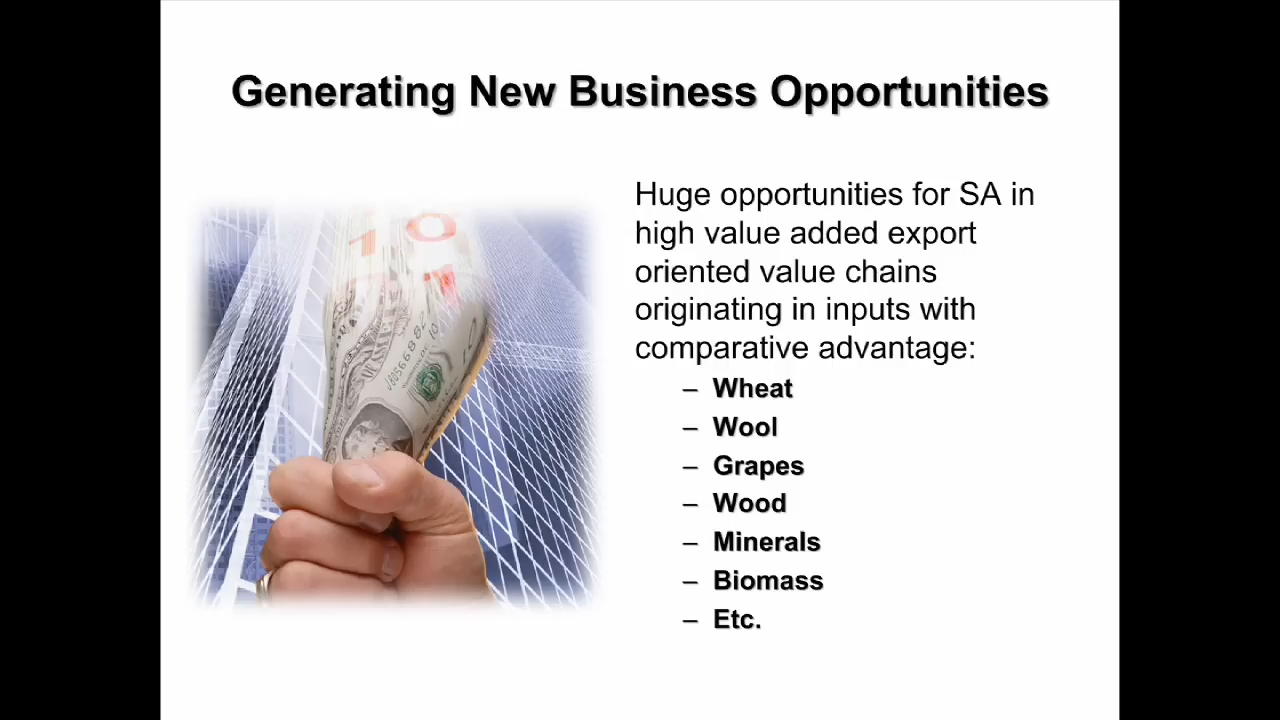 Generating New Business Opportunities
Huge opportunities for SA in
high value added export
oriented value chains
originating in inputs with
comparative advantage:
– Wheat
– Wool
– Grapes
– Wood
– Minerals
– Biomass
– Etc.
10